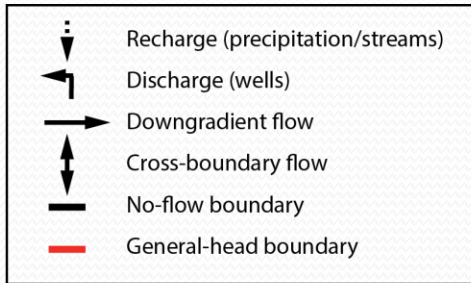 Recharge (precipitation/streams)
Discharge (wells)
Downgradient flow
Cross-boundary flow
No-flow boundary
General-head boundary